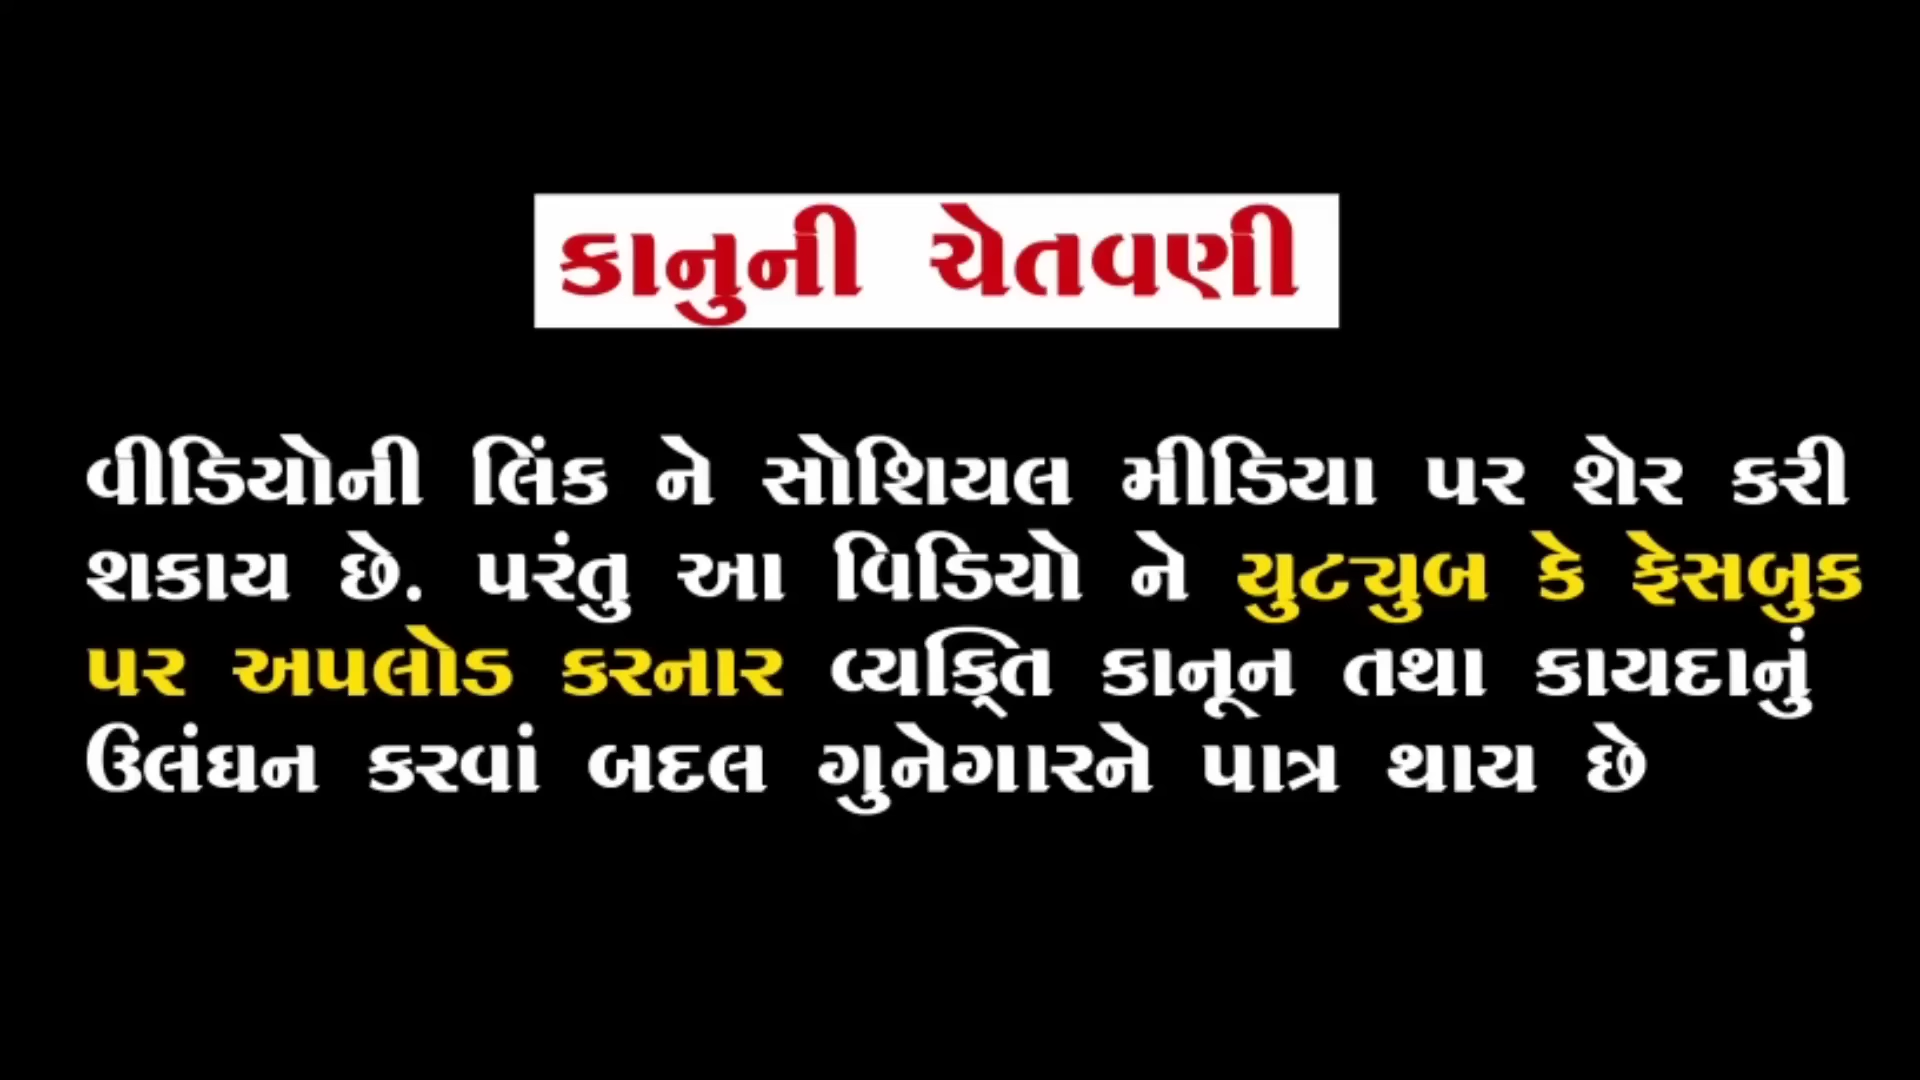 કાનુની ચેતવણી
વીડિયોની લિંક ને સોશિયલ મીડિયા પર શેર કરી
શકાય છે. પરંતુ આ વિડિયો ને યુટ્યુબ કે ફેસબુક
પર અપલોડ કરનાર વ્યક્તિ કાનૂન તથા કાયદાનું
ઉલંઘન કરવાં બદલ ગુનેગારને પાત્ર થાય છે